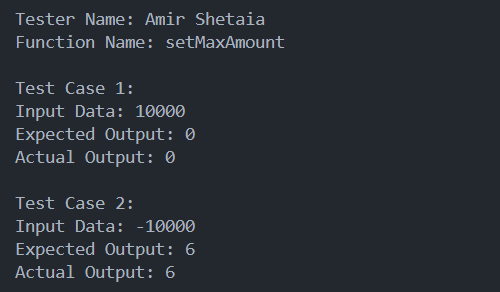 Tester Name: Amir Shetaia
Function Name: setMaxAmount
Test Case 1:
Input Data: 10000
Expected Output: 0
Actual Output: 0
Test Case 2:
Input Data: -10000
Expected Output: 6
Actual Output: 6